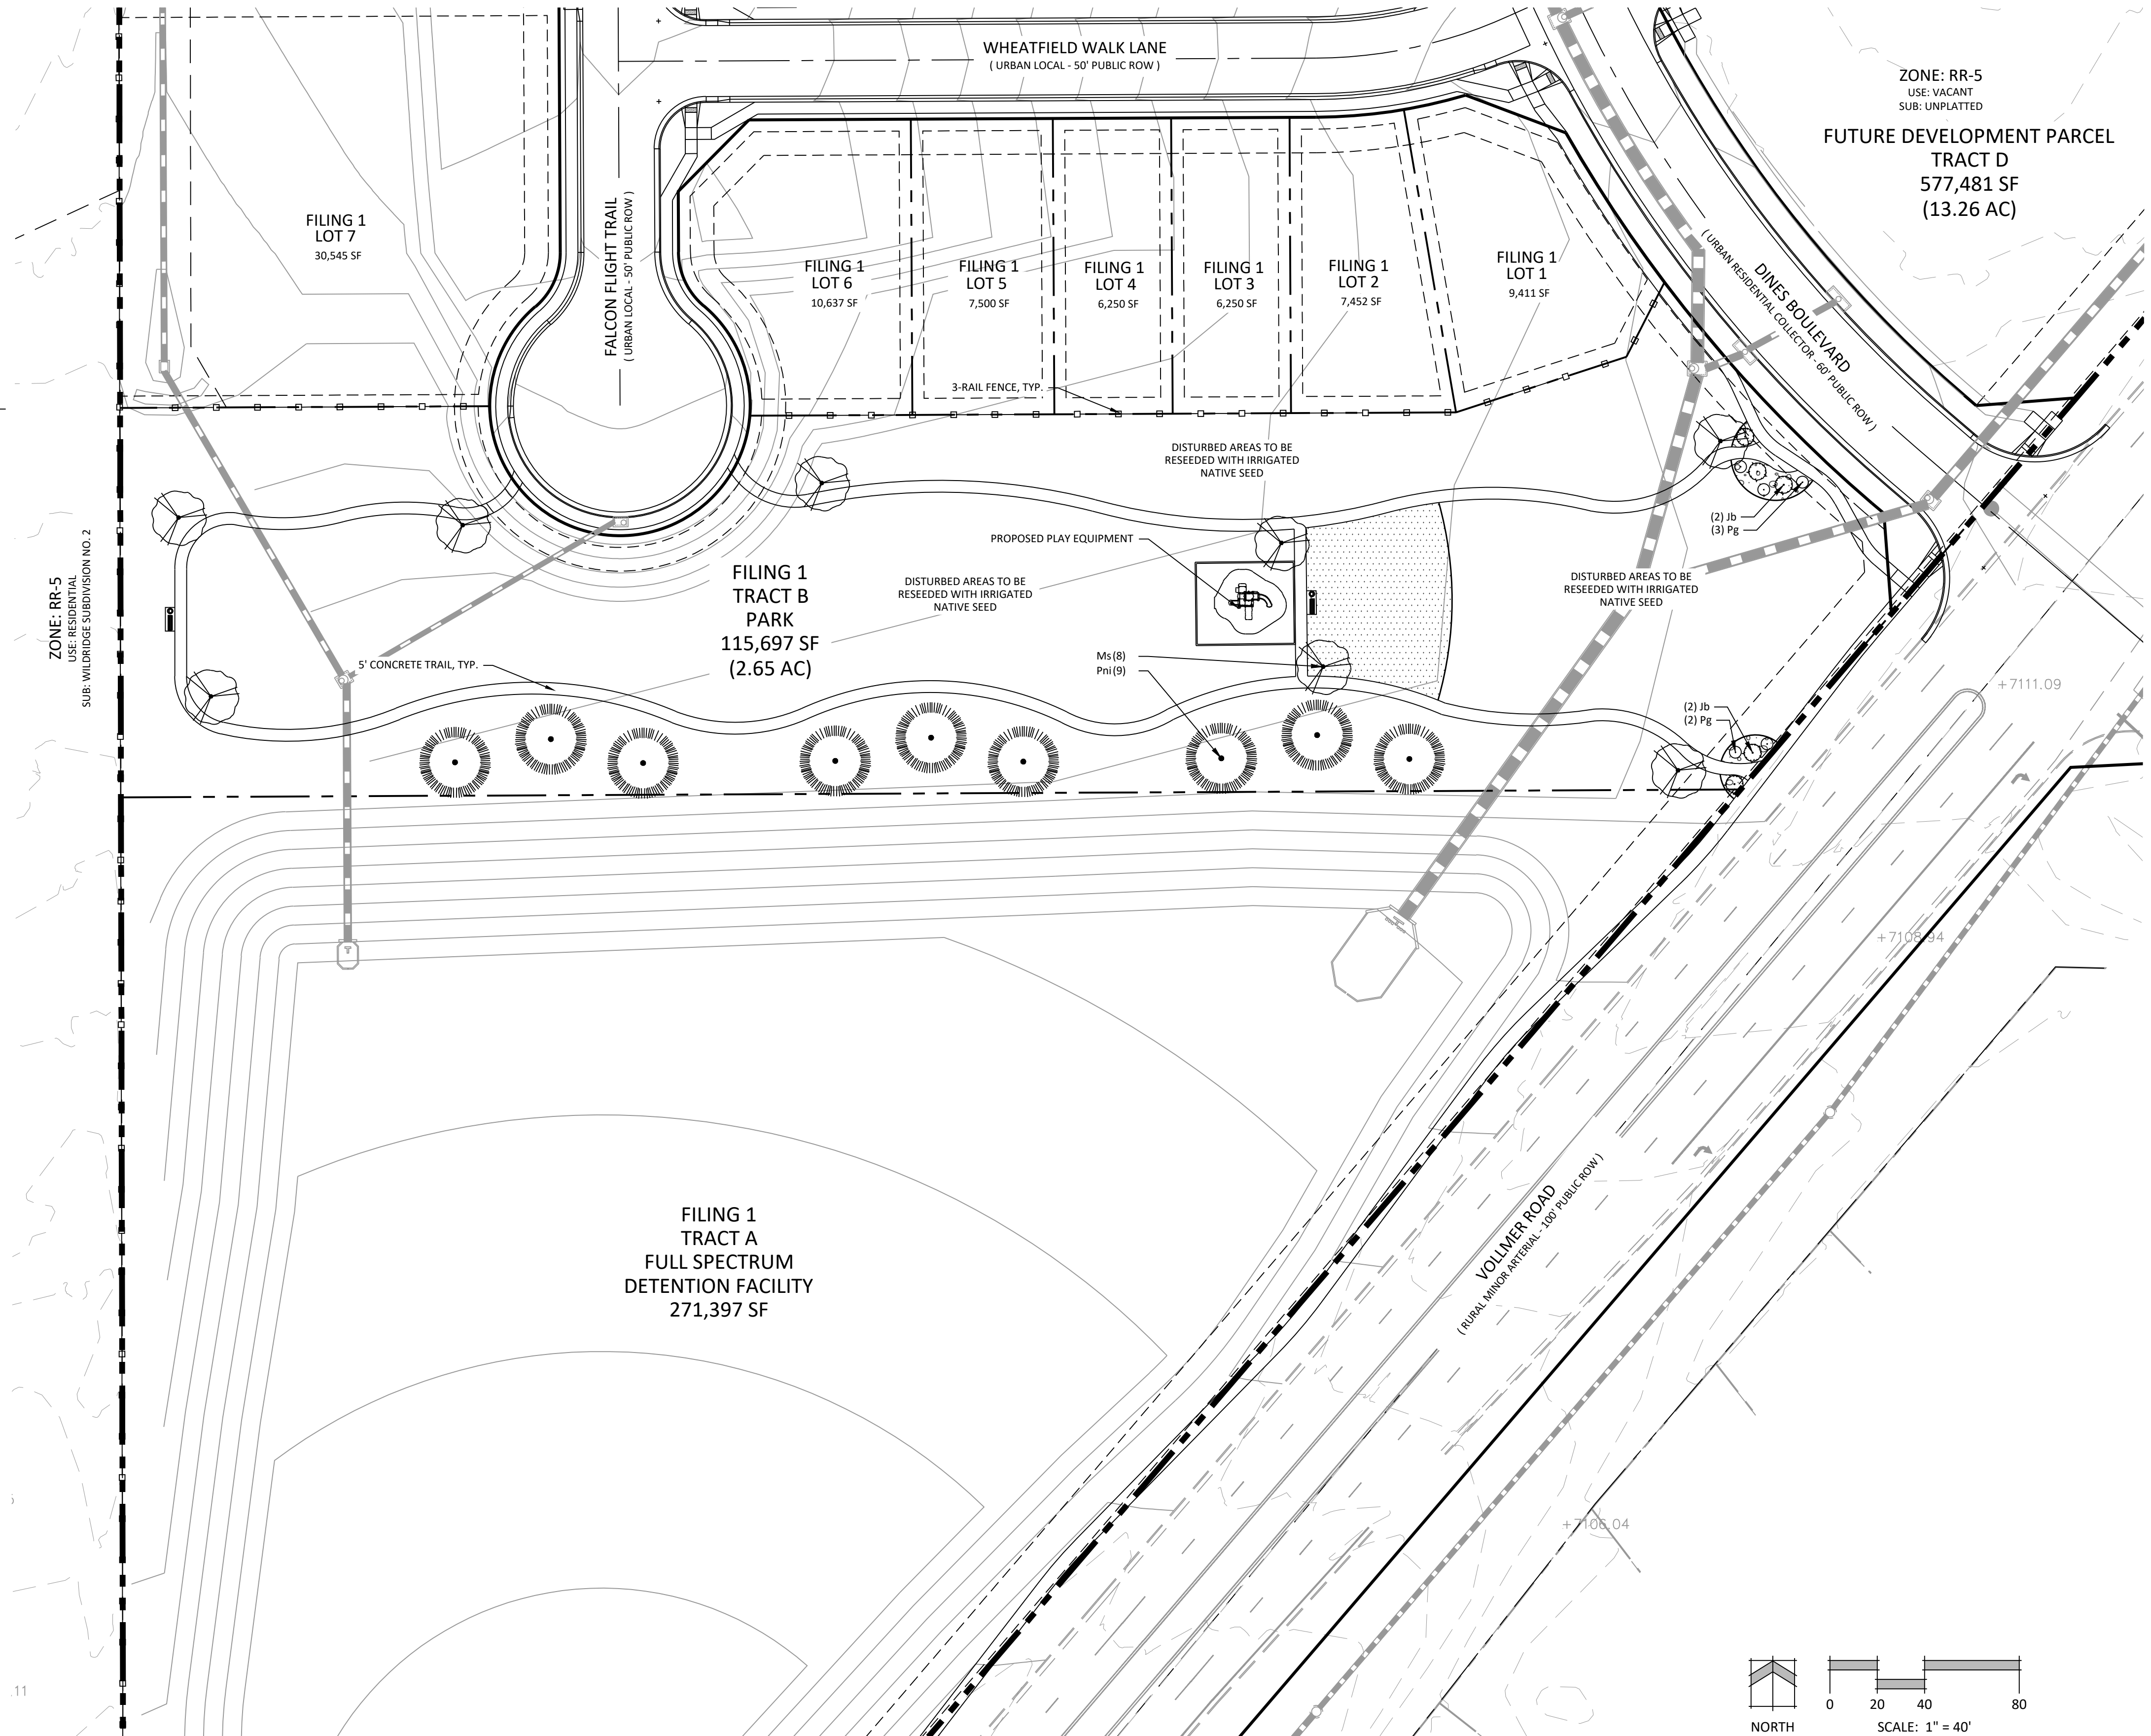 WHEATFIELD WALK LANE
( URBAN LOCAL - 50' PUBLIC ROW )
ZONE: RR-5
USE: VACANT
SUB: UNPLATTED
FUTURE DEVELOPMENT PARCEL
TRACT D
577,481 SF
(13.26 AC)
FILING 1
LOT 7
30,545 SF
FALCON FLIGHT TRAIL
( URBAN LOCAL - 50' PUBLIC ROW )
FILING 1
LOT 6
10,637 SF
FILING 1
LOT 5
7,500 SF
FILING 1
LOT 4
6,250 SF
FILING 1
LOT 3
6,250 SF
FILING 1
LOT 2
7,452 SF
FILING 1
LOT 1
9,411 SF
DINES BOULEVARD
( URBAN RESIDENTIAL COLLECTOR - 60' PUBLIC ROW )
3-RAIL FENCE, TYP.
DISTURBED AREAS TO BE
RESEEDED WITH IRRIGATED
NATIVE SEED
(2) Jb
(3) Pg
PROPOSED PLAY EQUIPMENT
ZONE: RR-5
USE: RESIDENTIAL
SUB: WILDRIDGE SUBDIVISION NO. 2
FILING 1
TRACT B
PARK
115,697 SF
(2.65 AC)
DISTURBED AREAS TO BE
RESEEDED WITH IRRIGATED
NATIVE SEED
DISTURBED AREAS TO BE
RESEEDED WITH IRRIGATED
NATIVE SEED
5' CONCRETE TRAIL, TYP.
Ms (8)
Pni (9)
+7111.09
(2) Jb
(2) Pg
+7108.94
FILING 1
TRACT A
FULL SPECTRUM
DETENTION FACILITY
271,397 SF
VOLLMER ROAD
( RURAL MINOR ARTERIAL - 100' PUBLIC ROW )
+7106.04
.11
0 20 40 80
NORTH
SCALE: 1" = 40'